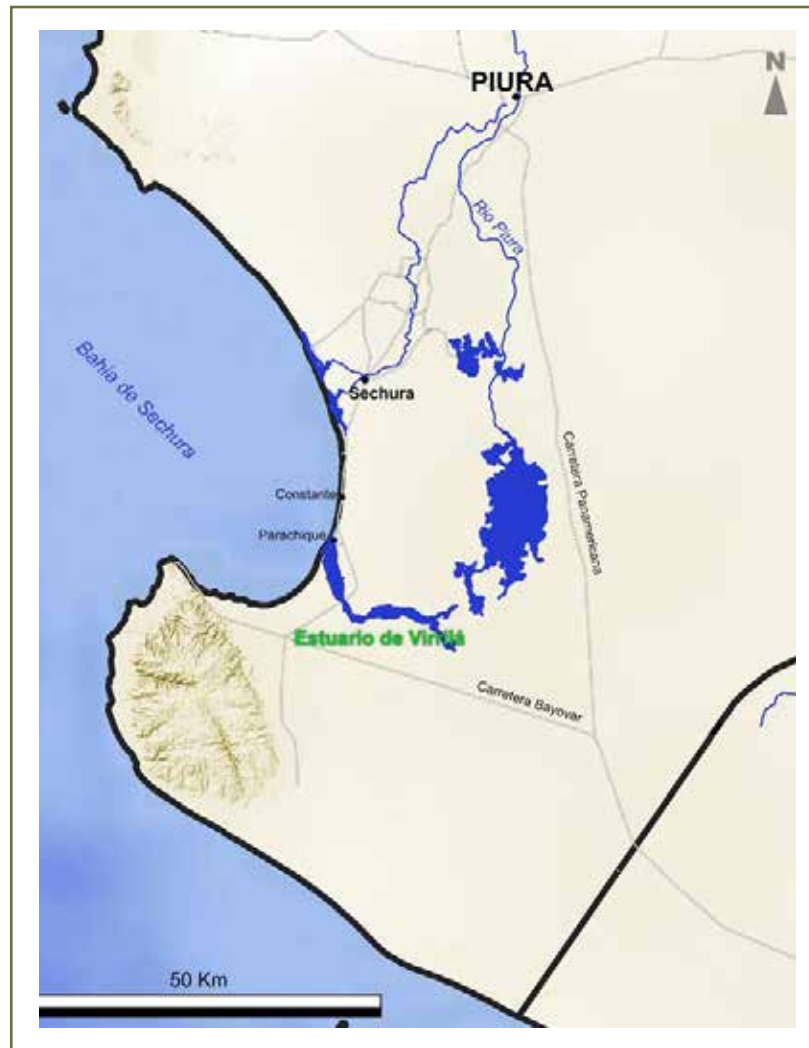 PIURA
N
Río Piura
Bahía de Sechura
Sechura
Constante
Parachique
Carretera Panamericana
Estuario de Virrilá
Carretera Bayovar
50 Km